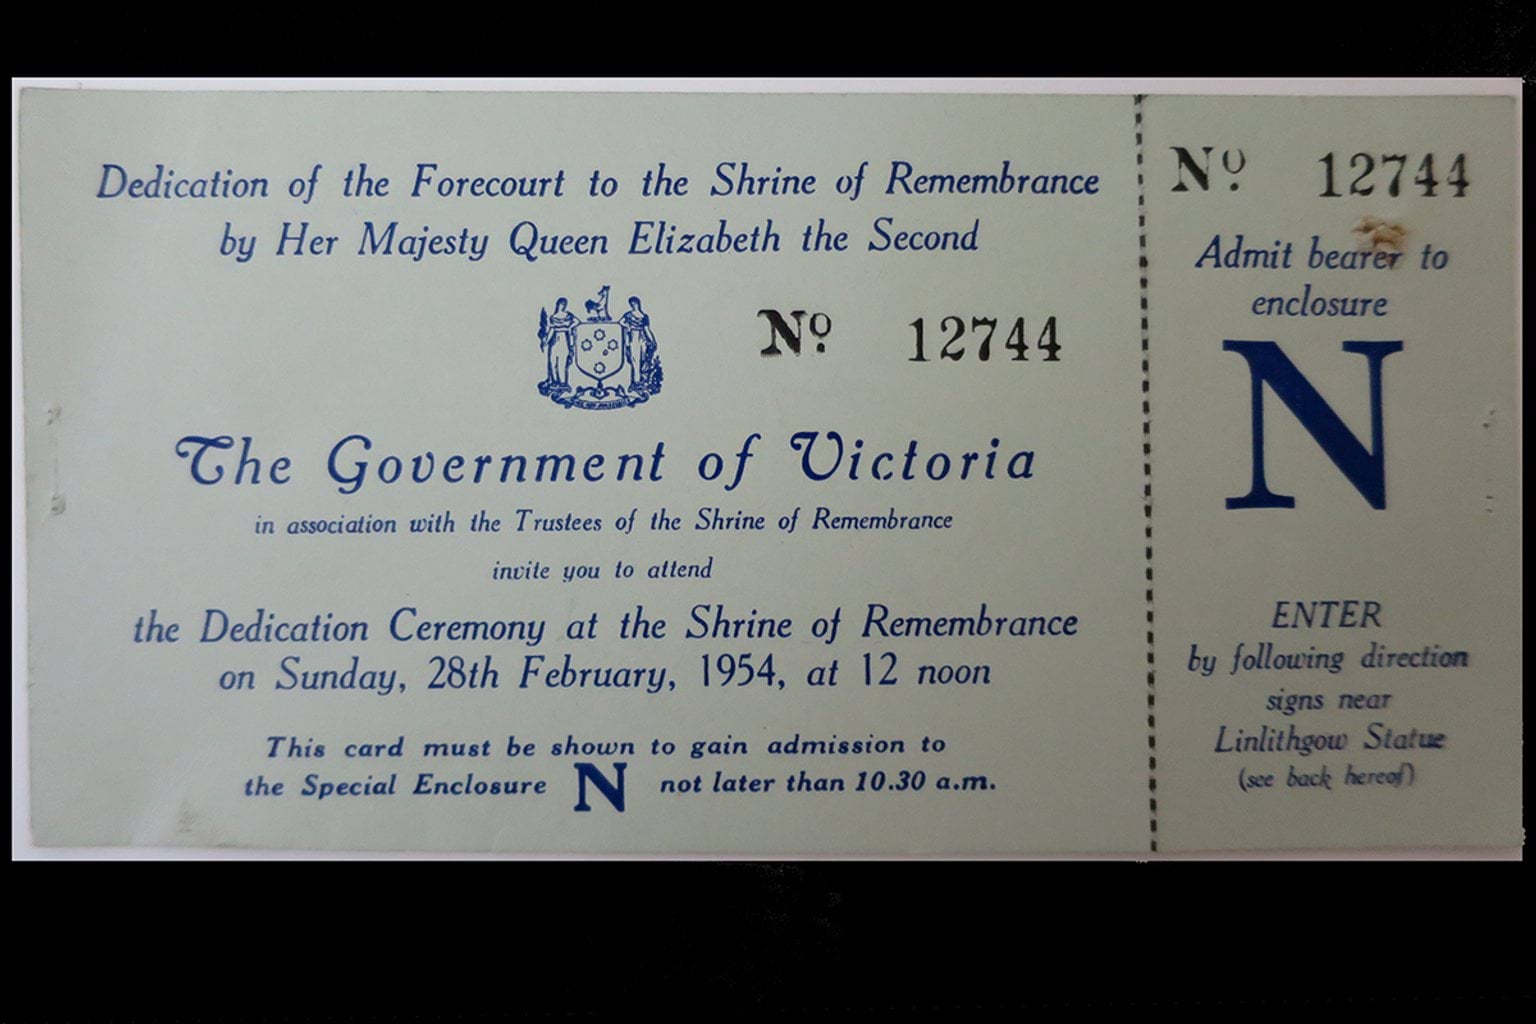 Dedication of the Forecourt to the Shrine of Remembrance
by Her Majesty Queen Elizabeth the Second
Nº 12744
The Government of Victoria
in association with the Trustees of the Shrine of Remembrance
invite you to attend
the Dedication Ceremony at the Shrine of Remembrance
on Sunday, 28th February, 1954, at 12 noon
This card must be shown to gain admission to
the Special Enclosure N not later than 10.30 a.m.
Nº 12744
Admit bearer to
enclosure
N
ENTER
by following direction
signs near
Linlithgow Statue
(see back hereof)